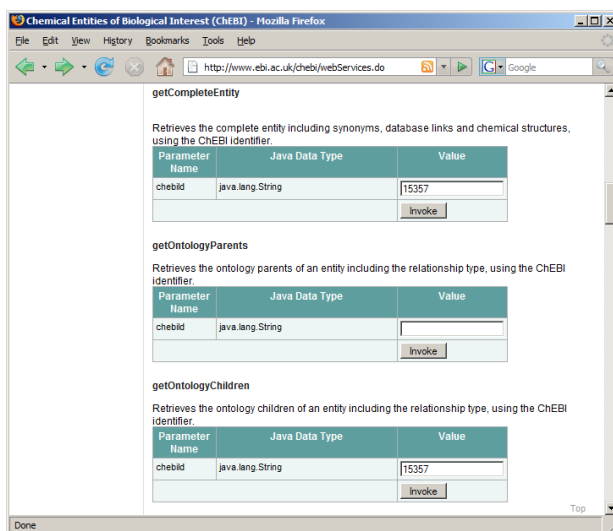 Chemical Entities of Biological Interest (ChEBI) - Mozilla Firefox
File Edit View History Bookmarks Tools Help
http://www.ebi.ac.uk/chebi/webServices.do
G Google
getCompleteEntity
Retrieves the complete entity including synonyms, database links and chemical structures,
using the ChEBI identifier.
Parameter Name Java Data Type Value
chebiId java.lang.String 15357
Invoke
getOntologyParents
Retrieves the ontology parents of an entity including the relationship type, using the ChEBI
identifier.
Parameter Name Java Data Type Value
chebiId java.lang.String
Invoke
getOntologyChildren
Retrieves the ontology children of an entity including the relationship type, using the ChEBI
identifier.
Parameter Name Java Data Type Value
chebiId java.lang.String 15357
Invoke
Top
Done